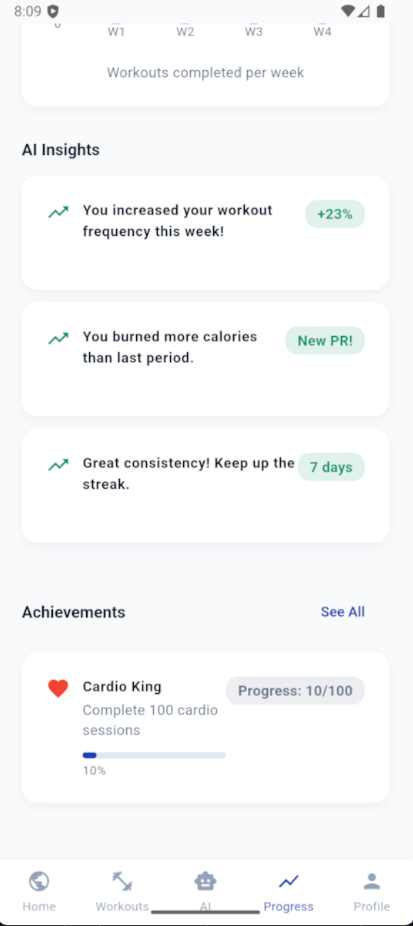 8:09
0
W1 W2 W3 W4
Workouts completed per week
AI Insights
You increased your workout
frequency this week!
+23%
You burned more calories
than last period.
New PR!
Great consistency! Keep up the
streak.
7 days
Achievements See All
Cardio King
Progress: 10/100
Complete 100 cardio
sessions
10%
Home Workouts AI Progress Profile